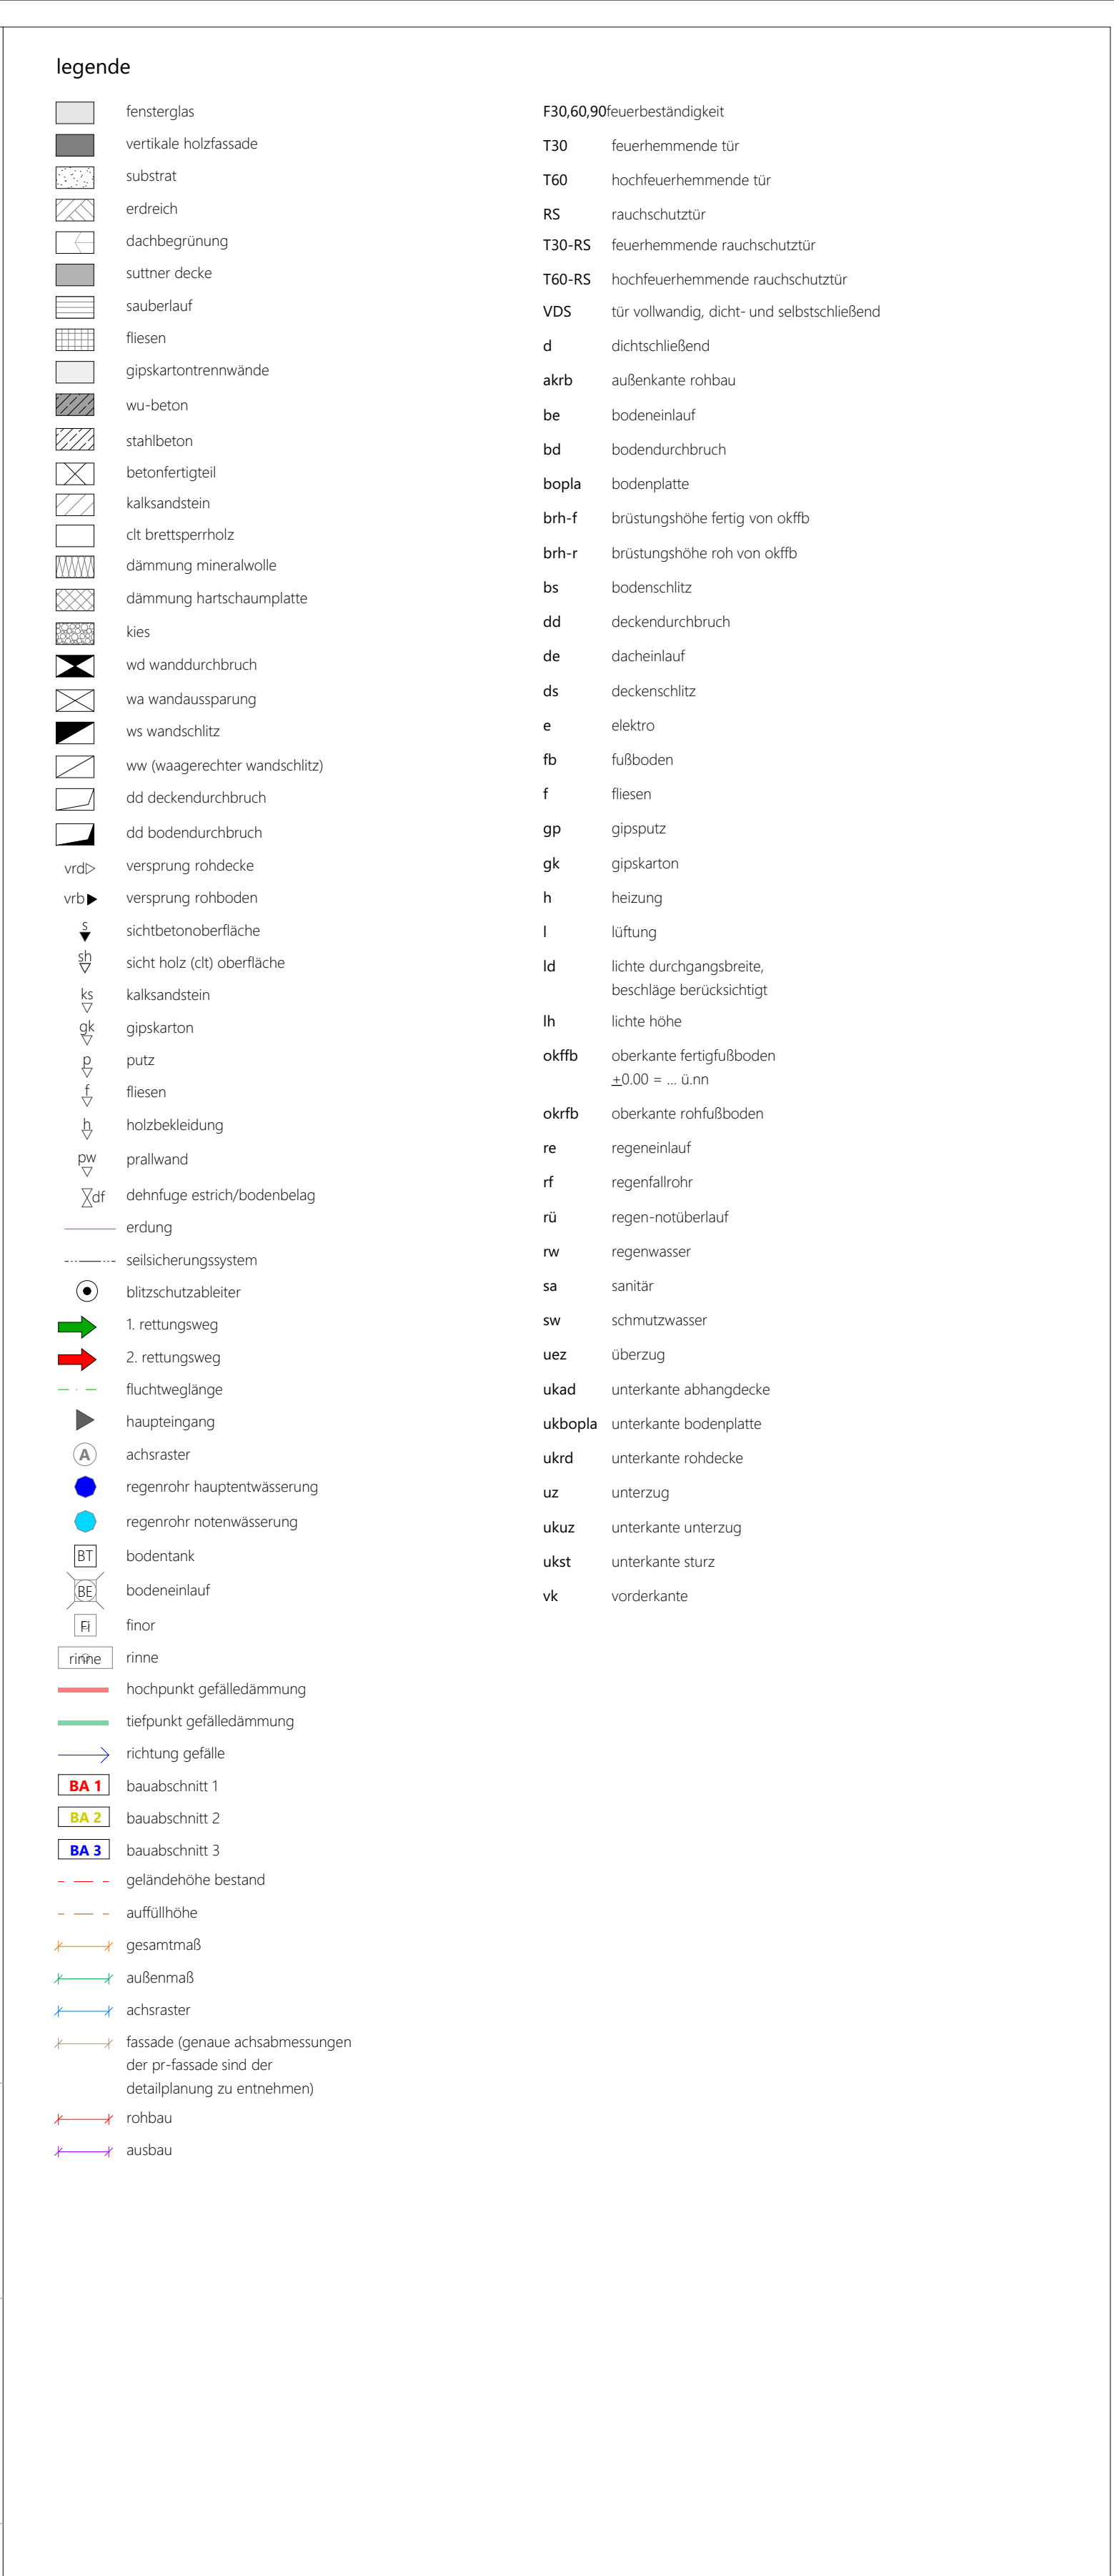 legende
fensterglas
vertikale holzfassade
substrat
erdreich
dachbegrünung
suttner decke
sauberlauf
fliesen
gipskartontrennwände
wu-beton
stahlbeton
betonfertigteil
kalksandstein
clt brettsperrholz
dämmung mineralwolle
dämmung hartschaumplatte
kies
wd wanddurchbruch
wa wandaussparung
ws wandschlitz
ww (waagerechter wandschlitz)
dd deckendurchbruch
dd bodendurchbruch
vrd versprung rohdecke
vrb versprung rohboden
s sichtbetonoberfläche
sh sicht holz (clt) oberfläche
ks kalksandstein
gk gipskarton
p putz
f fliesen
h holzbekleidung
pw prallwand
df dehnfuge estrich/bodenbelag
erdung
seilsicherungssystem
blitzschutzableiter
1. rettungsweg
2. rettungsweg
fluchtweglänge
haupteingang
A achsraster
regenrohr hauptentwässerung
regenrohr notenwässerung
BT bodentank
BE bodeneinlauf
Fi finor
rinne rinne
hochpunkt gefälledämmung
tiefpunkt gefälledämmung
richtung gefälle
BA 1 bauabschnitt 1
BA 2 bauabschnitt 2
BA 3 bauabschnitt 3
geländehöhe bestand
auffüllhöhe
gesamtmaß
außenmaß
achsraster
fassade (genaue achsabmessungen
der pr-fassade sind der
detailplanung zu entnehmen)
rohbau
ausbau
F30,60,90feuerbeständigkeit
T30 feuerhemmende tür
T60 hochfeuerhemmende tür
RS rauchschutztür
T30-RS feuerhemmende rauchschutztür
T60-RS hochfeuerhemmende rauchschutztür
VDS tür vollwandig, dicht- und selbstschließend
d dichtschließend
akrb außenkante rohbau
be bodeneinlauf
bd bodendurchbruch
bopla bodenplatte
brh-f brüstungshöhe fertig von okffb
brh-r brüstungshöhe roh von okffb
bs bodenschlitz
dd deckendurchbruch
de dacheinlauf
ds deckenschlitz
e elektro
fb fußboden
f fliesen
gp gipsputz
gk gipskarton
h heizung
l lüftung
ld lichte durchgangsbreite,
beschläge berücksichtigt
lh lichte höhe
okffb oberkante fertigfußboden
+0.00 = ... ü.nn
okrfb oberkante rohfußboden
re regeneinlauf
rf regenfallrohr
rü regen-notüberlauf
rw regenwasser
sa sanitär
sw schmutzwasser
uez überzug
ukad unterkante abhangdecke
ukbopla unterkante bodenplatte
ukrd unterkante rohdecke
uz unterzug
ukuz unterkante unterzug
ukst unterkante sturz
vk vorderkante